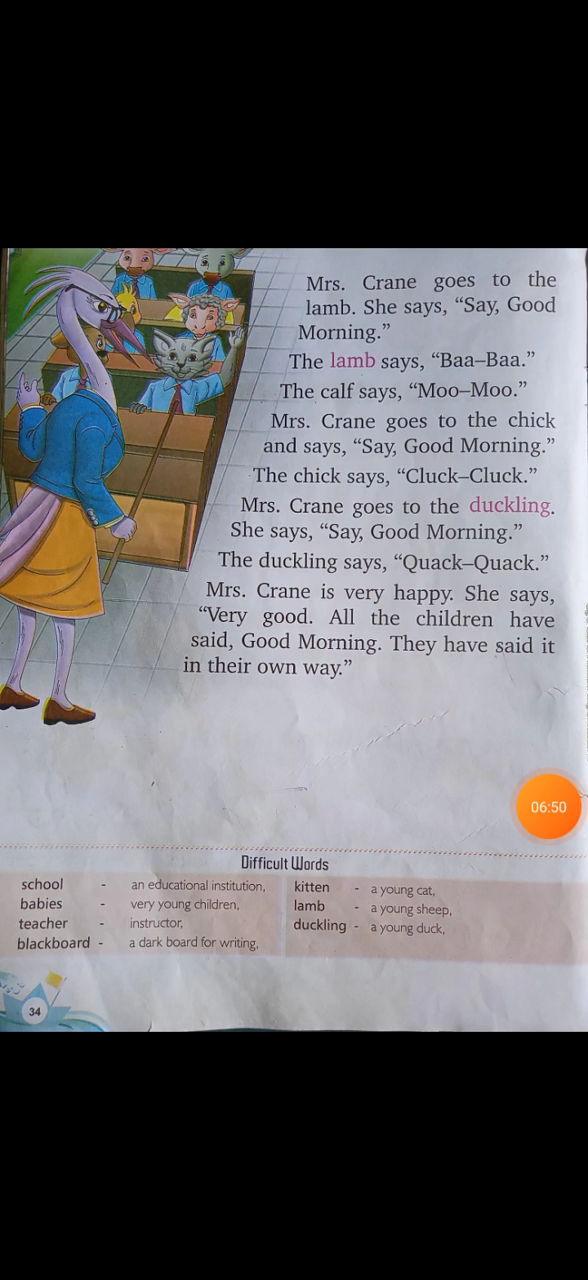 Mrs. Crane goes to the
lamb. She says, “Say, Good
Morning.”
The lamb says, “Baa–Baa.”
The calf says, “Moo–Moo.”
Mrs. Crane goes to the chick
and says, “Say, Good Morning.”
The chick says, “Cluck–Cluck.”
Mrs. Crane goes to the duckling.
She says, “Say, Good Morning.”
The duckling says, “Quack–Quack.”
Mrs. Crane is very happy. She says,
“Very good. All the children have
said, Good Morning. They have said it
in their own way.”
06:50
Difficult Words
school - an educational institution,
babies - very young children,
teacher - instructor,
blackboard - a dark board for writing,
kitten - a young cat,
lamb - a young sheep,
duckling - a young duck,
34